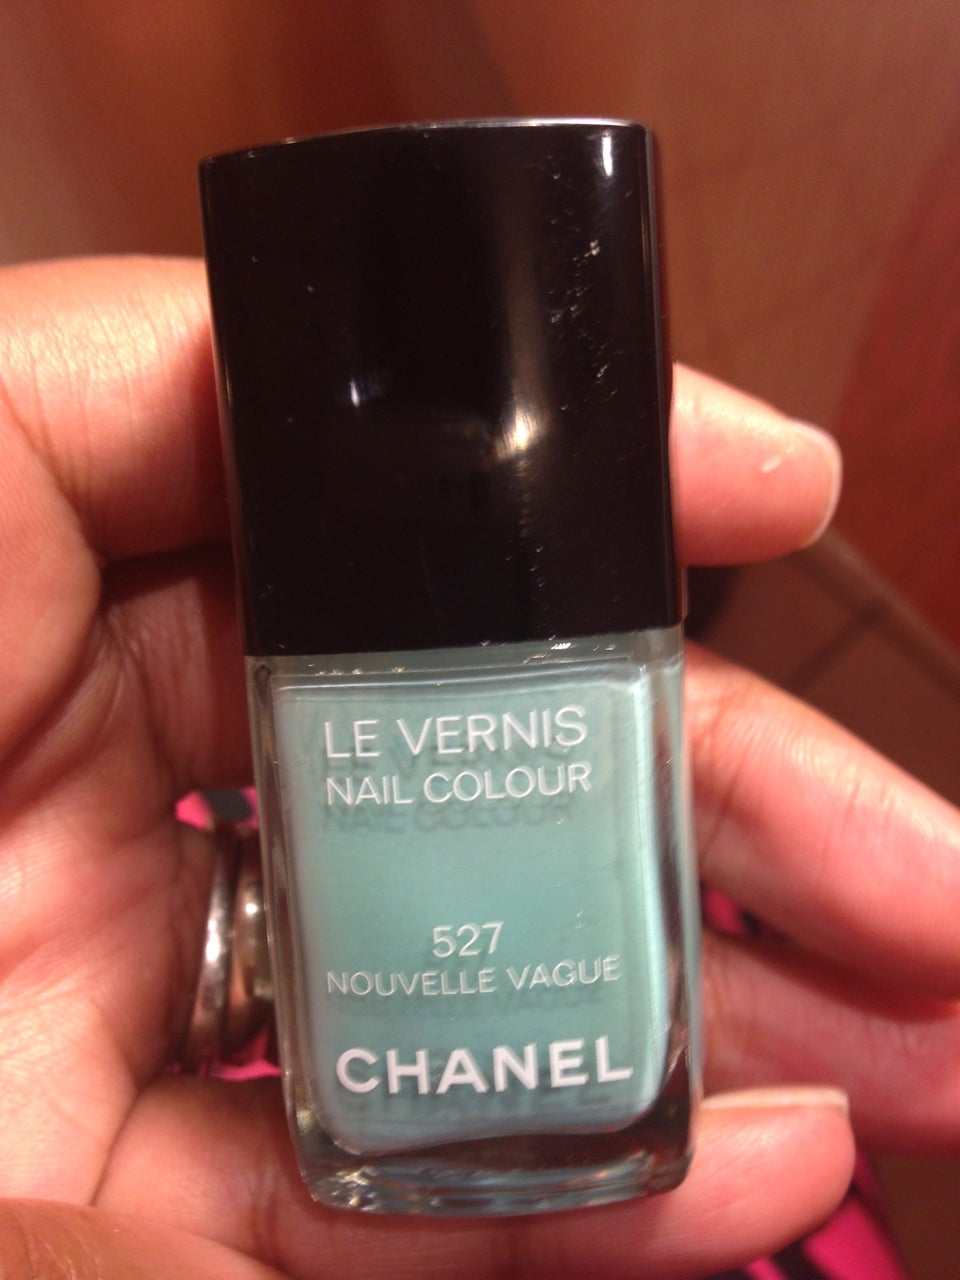 LE VERNIS
NAIL COLOUR
527
NOUVELLE VAGUE
CHANEL